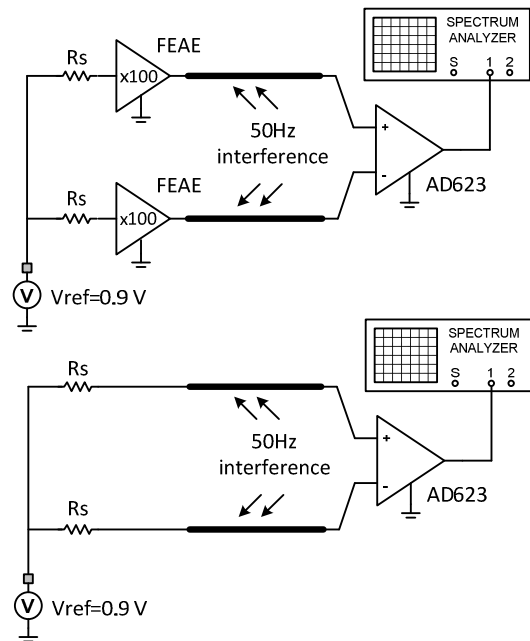 SPECTRUM
ANALYZER
S 1 2
Rs
FEAE
x100
50Hz
interference
+
-
AD623
Rs
FEAE
x100
V
Vref=0.9 V
SPECTRUM
ANALYZER
S 1 2
Rs
50Hz
interference
+
-
AD623
Rs
V
Vref=0.9 V